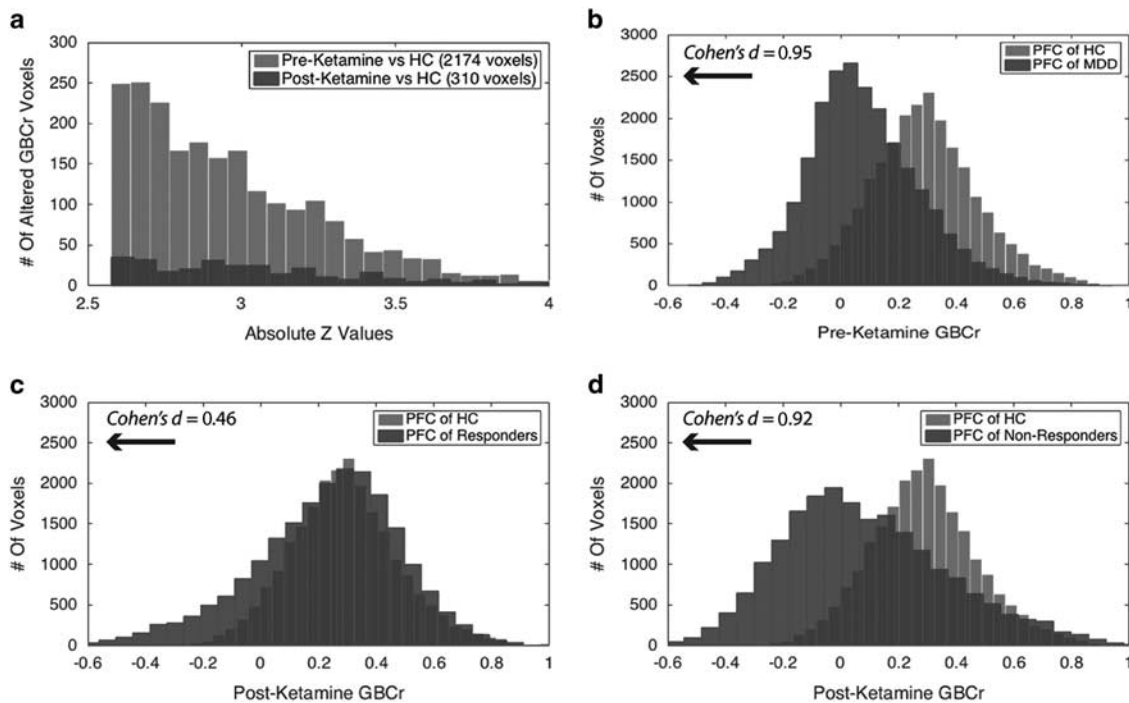 a
300
250
200
150
100
50
0
# Of Altered GBCr Voxels
Pre-Ketamine vs HC (2174 voxels)
Post-Ketamine vs HC (310 voxels)
2.5 3 3.5 4
Absolute Z Values
b
3000
2500
2000
1500
1000
500
0
# Of Voxels
Cohen's d = 0.95
PFC of HC
PFC of MDD
-0.6 -0.4 -0.2 0 0.2 0.4 0.6 0.8 1
Pre-Ketamine GBCr
c
3000
2500
2000
1500
1000
500
0
# Of Voxels
Cohen's d = 0.46
PFC of HC
PFC of Responders
-0.6 -0.4 -0.2 0 0.2 0.4 0.6 0.8 1
Post-Ketamine GBCr
d
3000
2500
2000
1500
1000
500
0
# Of Voxels
Cohen's d = 0.92
PFC of HC
PFC of Non-Responders
-0.6 -0.4 -0.2 0 0.2 0.4 0.6 0.8 1
Post-Ketamine GBCr